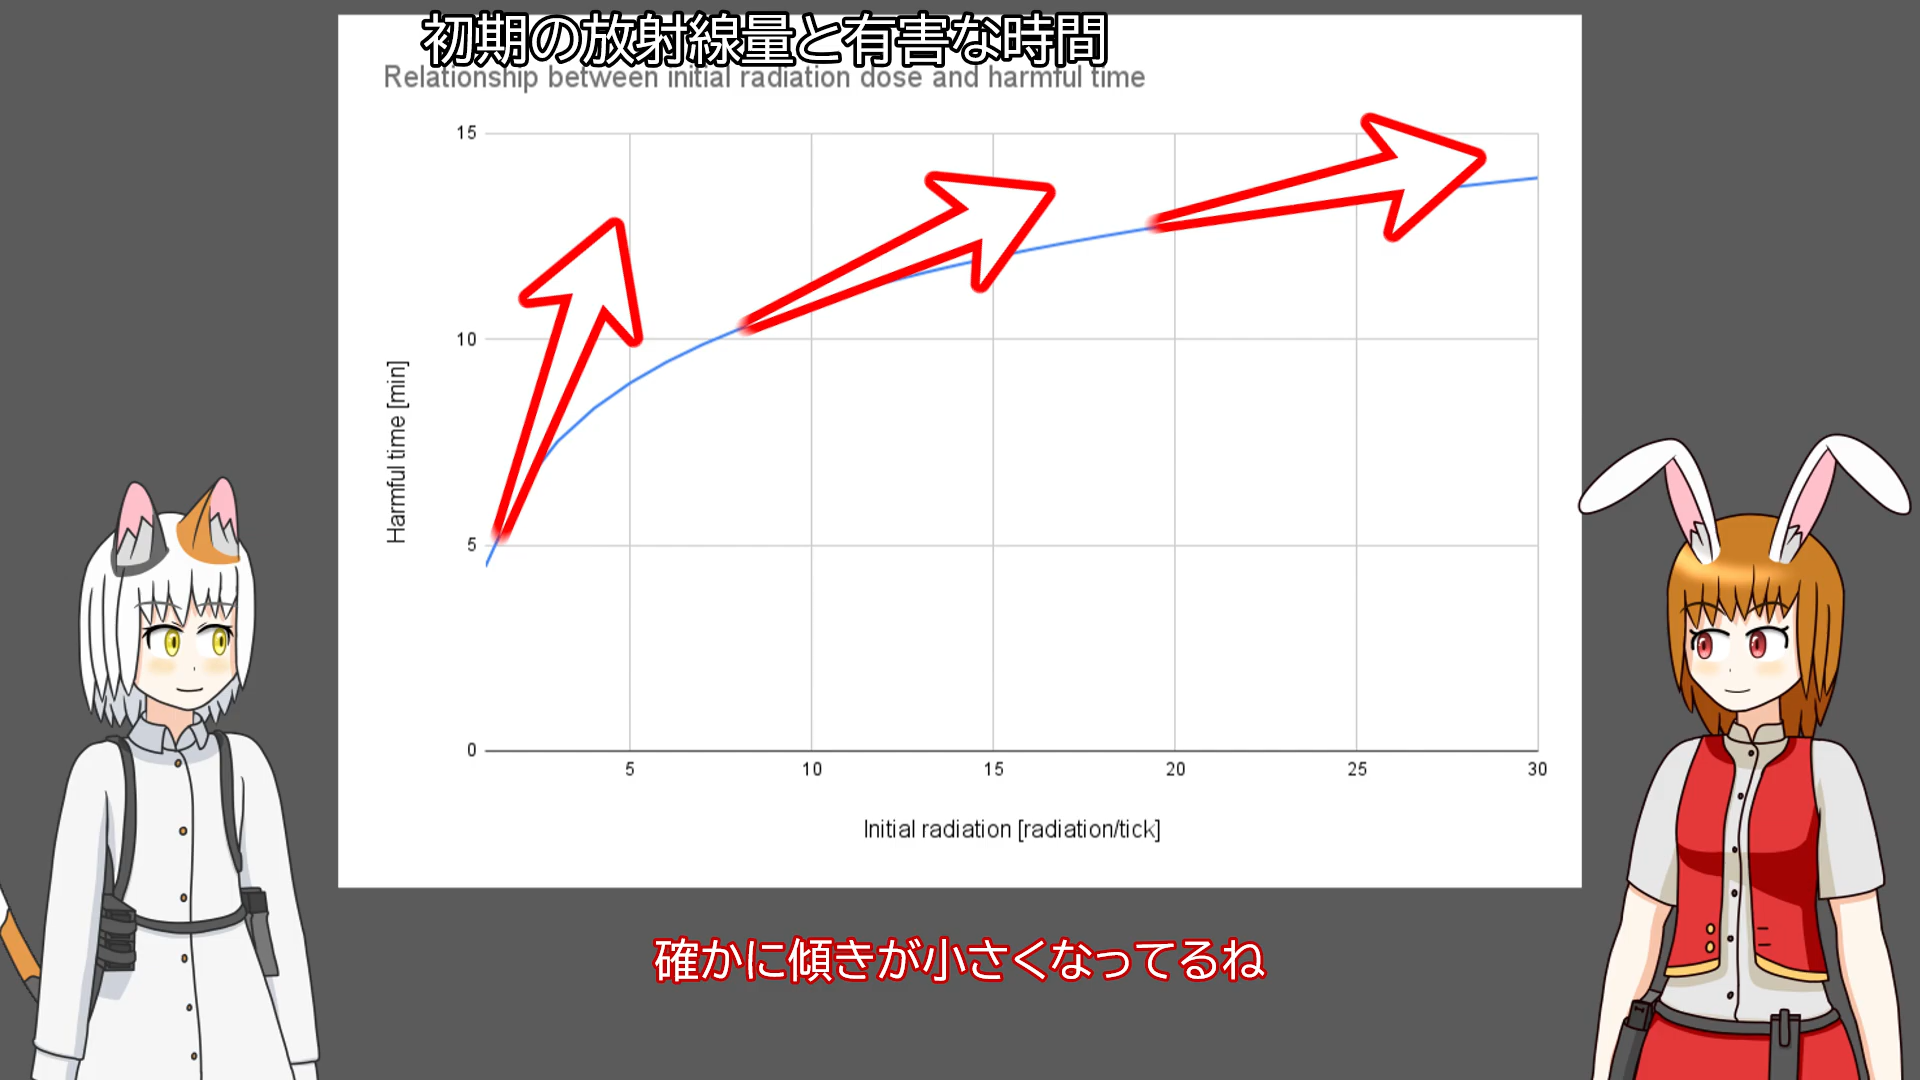 初期の放射線量と有害な時間
Relationship between initial radiation dose and harmful time
15
10
5
0
Harmful time [min]
5
10
15
20
25
30
Initial radiation [radiation/tick]
確かに傾きが小さくなってるね